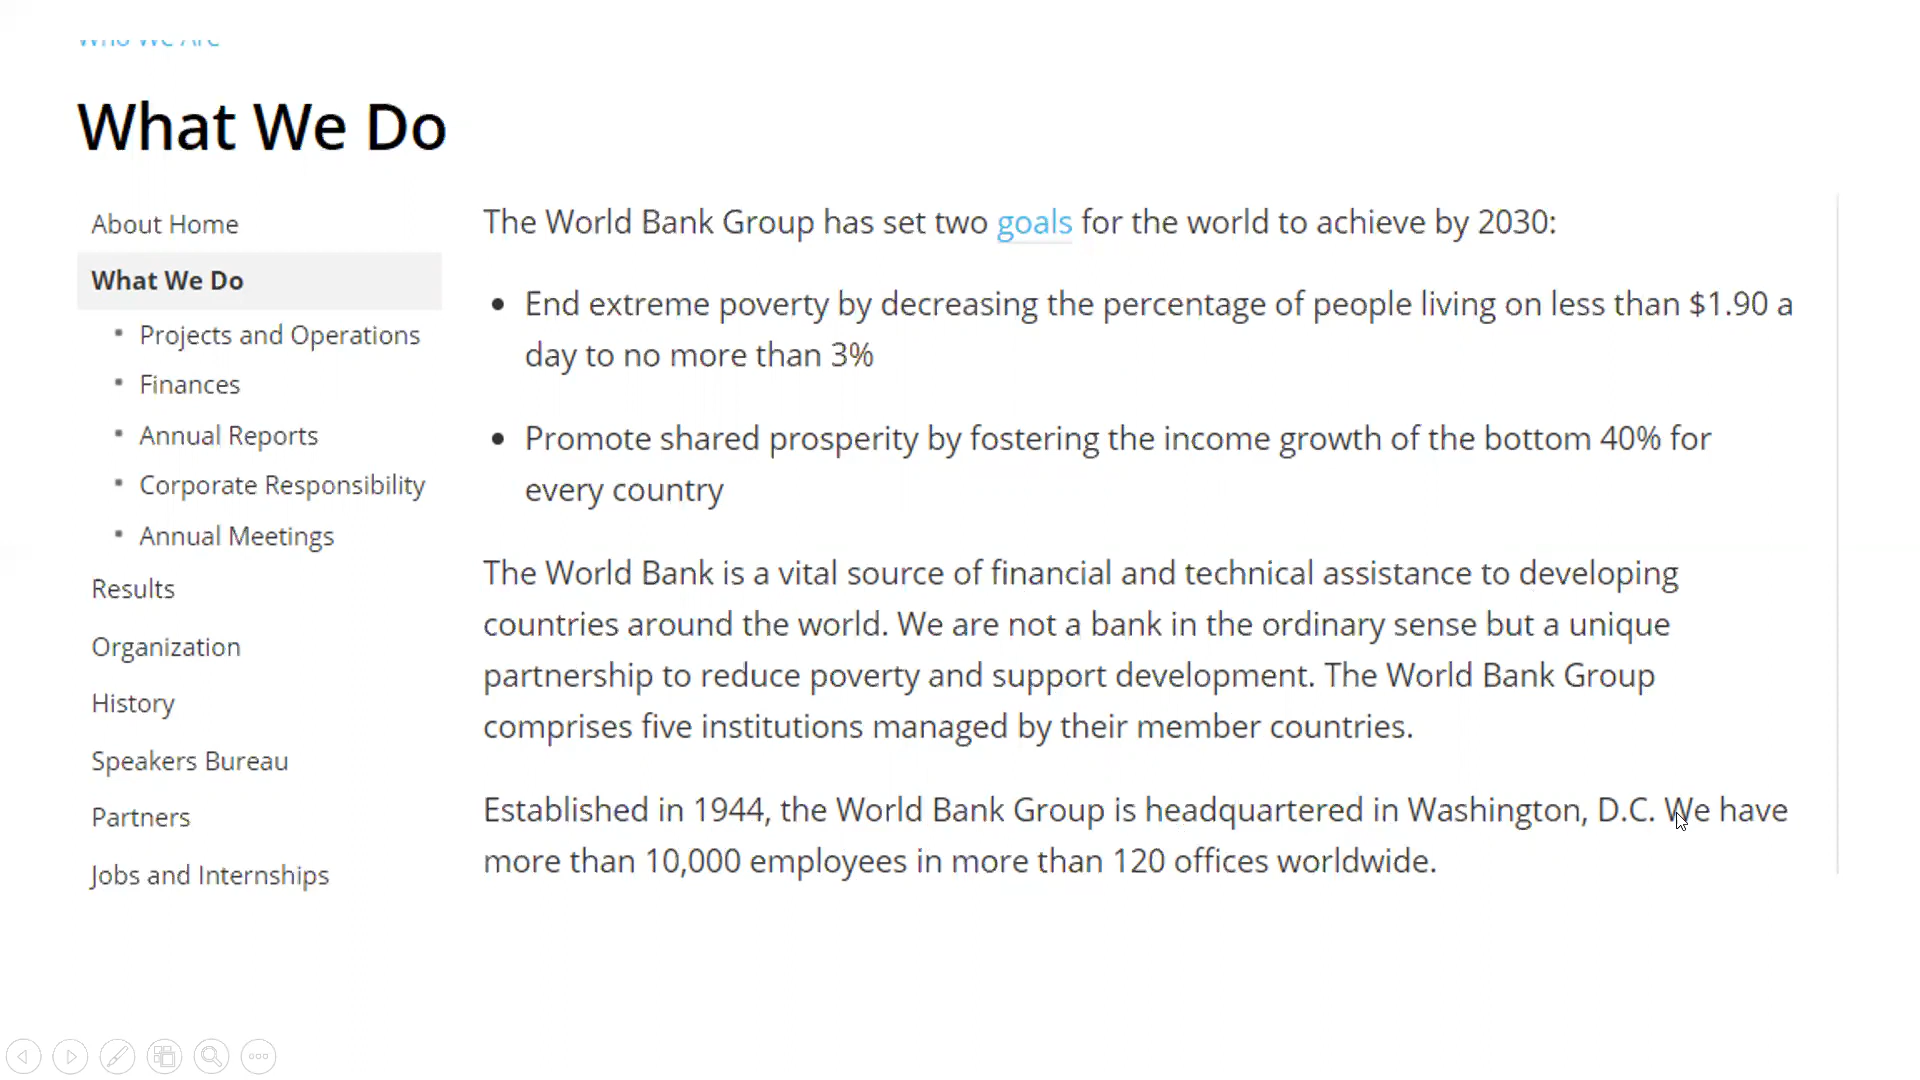 Who We Are
What We Do
About Home
What We Do
Projects and Operations
Finances
Annual Reports
Corporate Responsibility
Annual Meetings
Results
Organization
History
Speakers Bureau
Partners
Jobs and Internships
The World Bank Group has set two goals for the world to achieve by 2030:
• End extreme poverty by decreasing the percentage of people living on less than $1.90 a
day to no more than 3%
• Promote shared prosperity by fostering the income growth of the bottom 40% for
every country
The World Bank is a vital source of financial and technical assistance to developing
countries around the world. We are not a bank in the ordinary sense but a unique
partnership to reduce poverty and support development. The World Bank Group
comprises five institutions managed by their member countries.
Established in 1944, the World Bank Group is headquartered in Washington, D.C. We have
more than 10,000 employees in more than 120 offices worldwide.